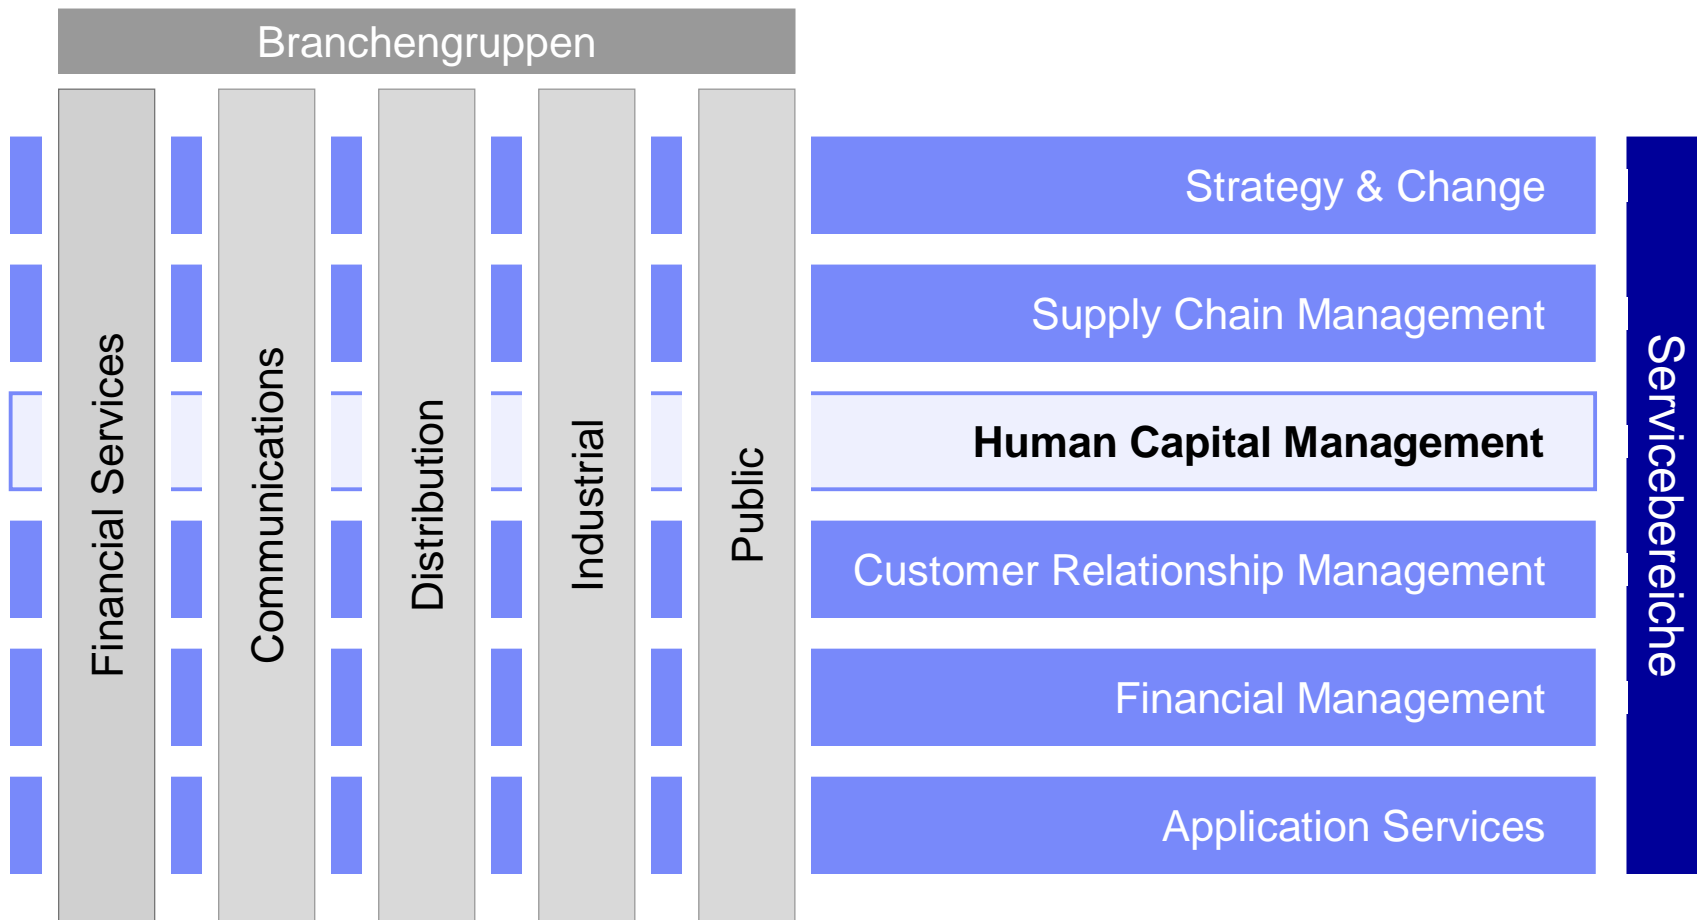 Branchengruppen
Financial Services
Communications
Distribution
Industrial
Public
Strategy & Change
Supply Chain Management
Human Capital Management
Customer Relationship Management
Financial Management
Application Services
Servicebereiche